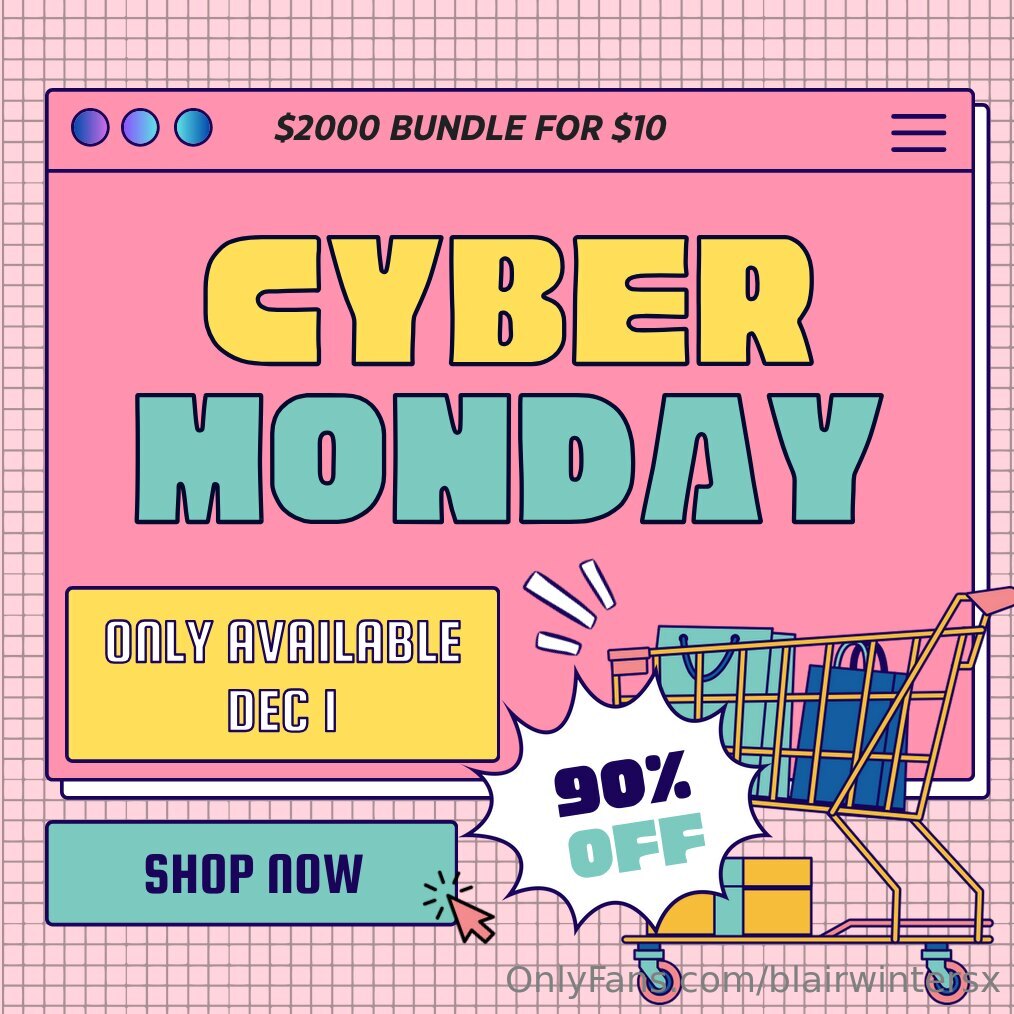 $2000 BUNDLE FOR $10
CYBER
MONDAY
ONLY AVAILABLE
DEC 1
90%
OFF
SHOP NOW
OnlyFans.com/blairwintersx